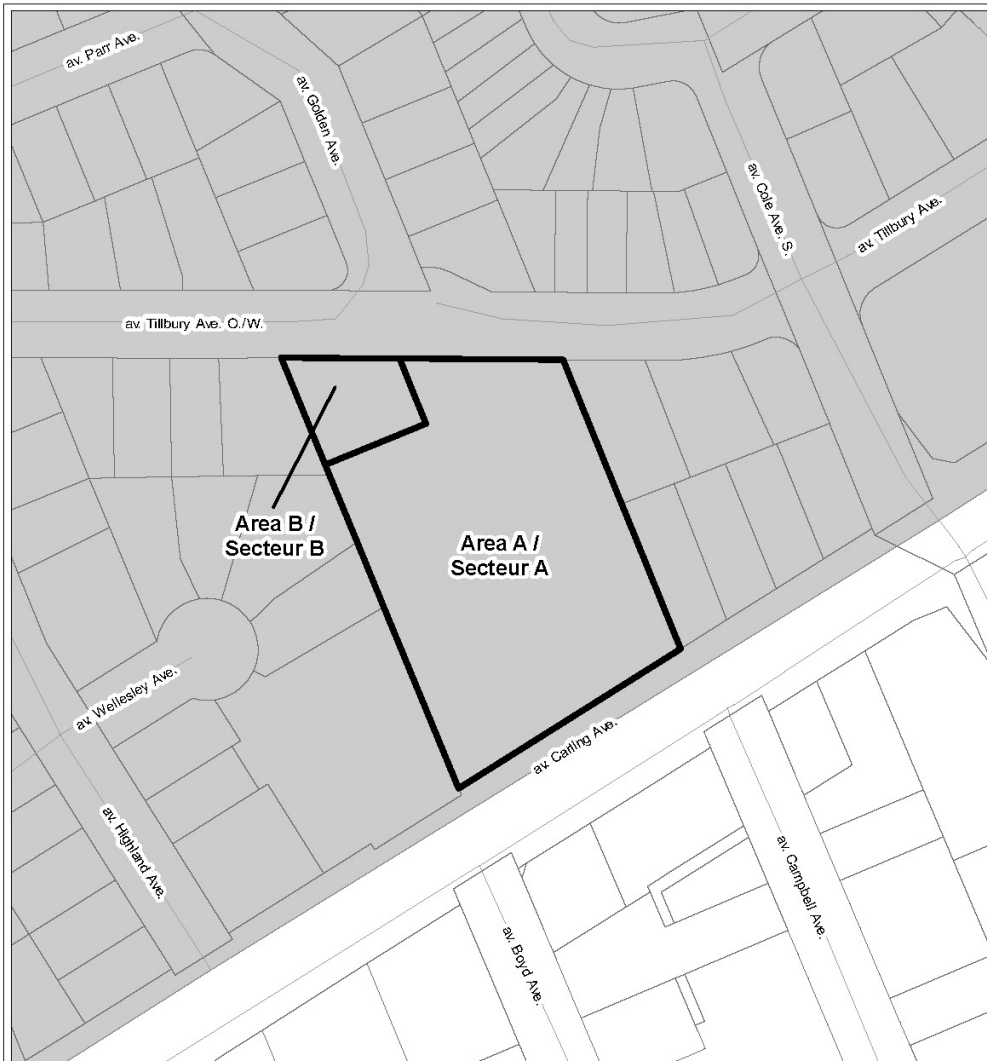 av. Parr Ave.
av. Golden Ave.
av. Cole Ave. S.
av. Tillbury Ave.
av. Tillbury Ave. O./W.
Area B /
Secteur B
Area A /
Secteur A
av. Wellesley Ave.
av. Carling Ave.
av. Highland Ave.
av. Boyd Ave.
av. Campbell Ave.